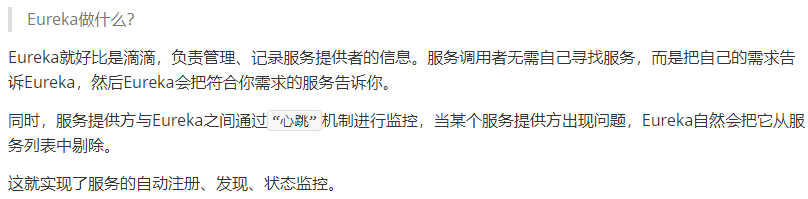 Eureka做什么?
Eureka就好比是滴滴，负责管理、记录服务提供者的信息。服务调用者无需自己寻找服务，而是把自己的需求告
诉Eureka，然后Eureka会把符合你需求的服务告诉你。
同时，服务提供方与Eureka之间通过“心跳”机制进行监控，当某个服务提供方出现问题，Eureka自然会把它从服
务列表中剔除。
这就实现了服务的自动注册、发现、状态监控。